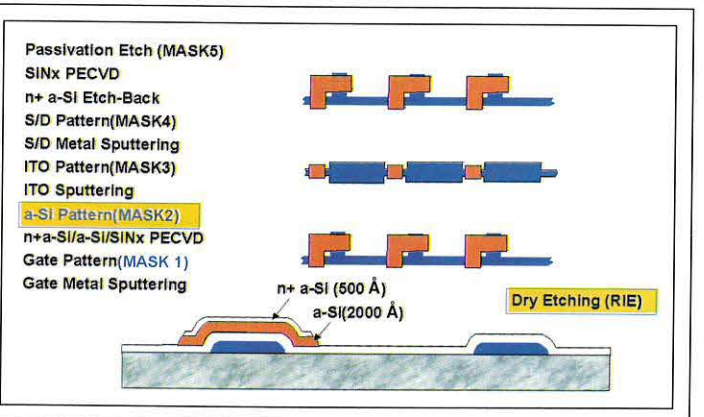 Passivation Etch (MASK5)
SiNx PECVD
n+ a-Si Etch-Back
S/D Pattern(MASK4)
S/D Metal Sputtering
ITO Pattern(MASK3)
ITO Sputtering
a-Si Pattern(MASK2)
n+a-Si/a-Si/SiNx PECVD
Gate Pattern(MASK 1)
Gate Metal Sputtering
n+ a-Si (500 Å)
a-Si(2000 Å)
Dry Etching (RIE)